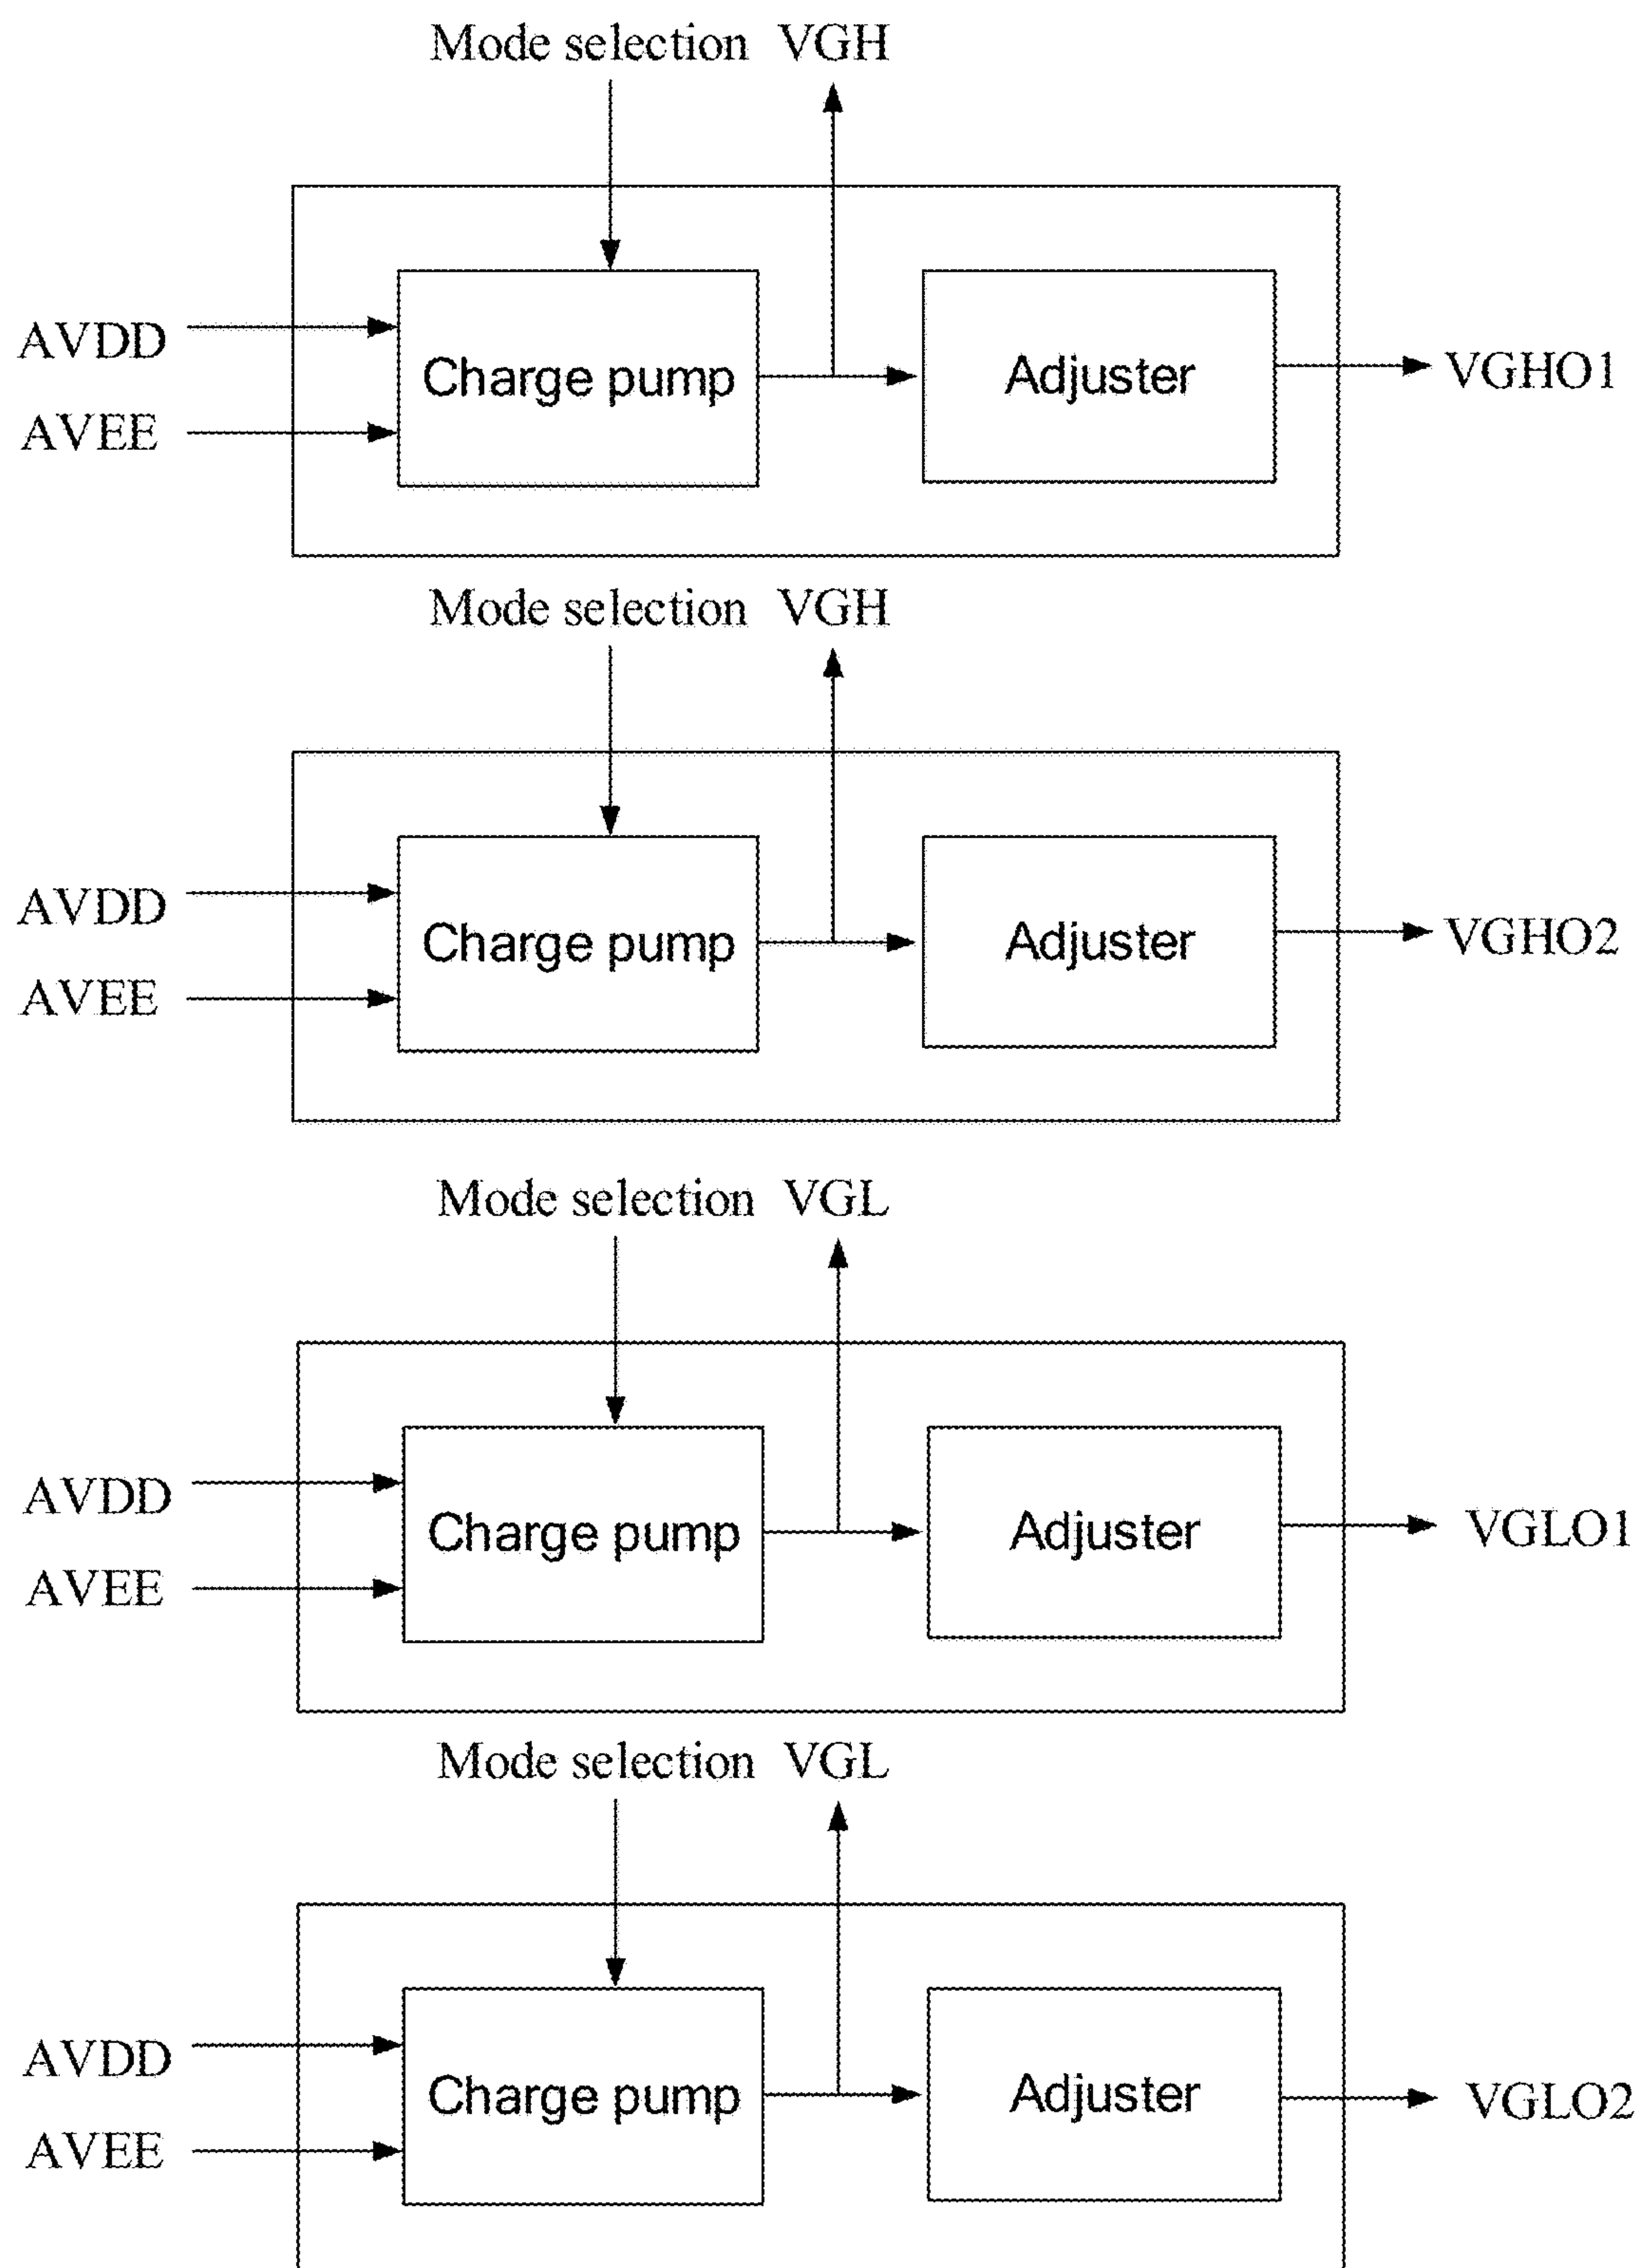 Mode selection VGH
AVDD
Charge pump
Adjuster
VGHO1
AVEE
Mode selection VGH
AVDD
Charge pump
Adjuster
VGHO2
AVEE
Mode selection VGL
AVDD
Charge pump
Adjuster
VGLO1
AVEE
Mode selection VGL
AVDD
Charge pump
Adjuster
VGLO2
AVEE